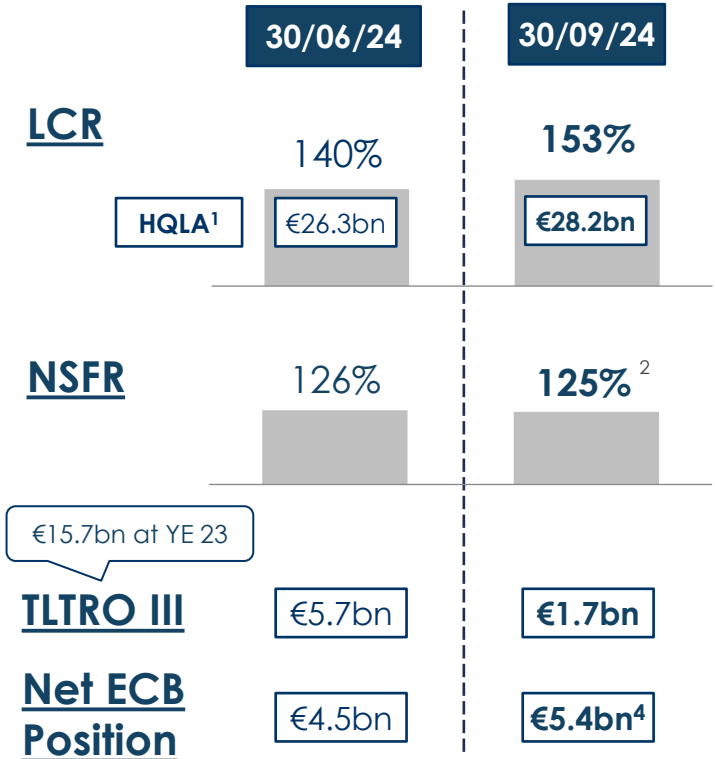 30/06/24 30/09/24
LCR
140% 153%
HQLA¹ €26.3bn €28.2bn
NSFR 126% 125% ²
€15.7bn at YE 23
TLTRO III €5.7bn €1.7bn
Net ECB
Position €4.5bn €5.4bn⁴